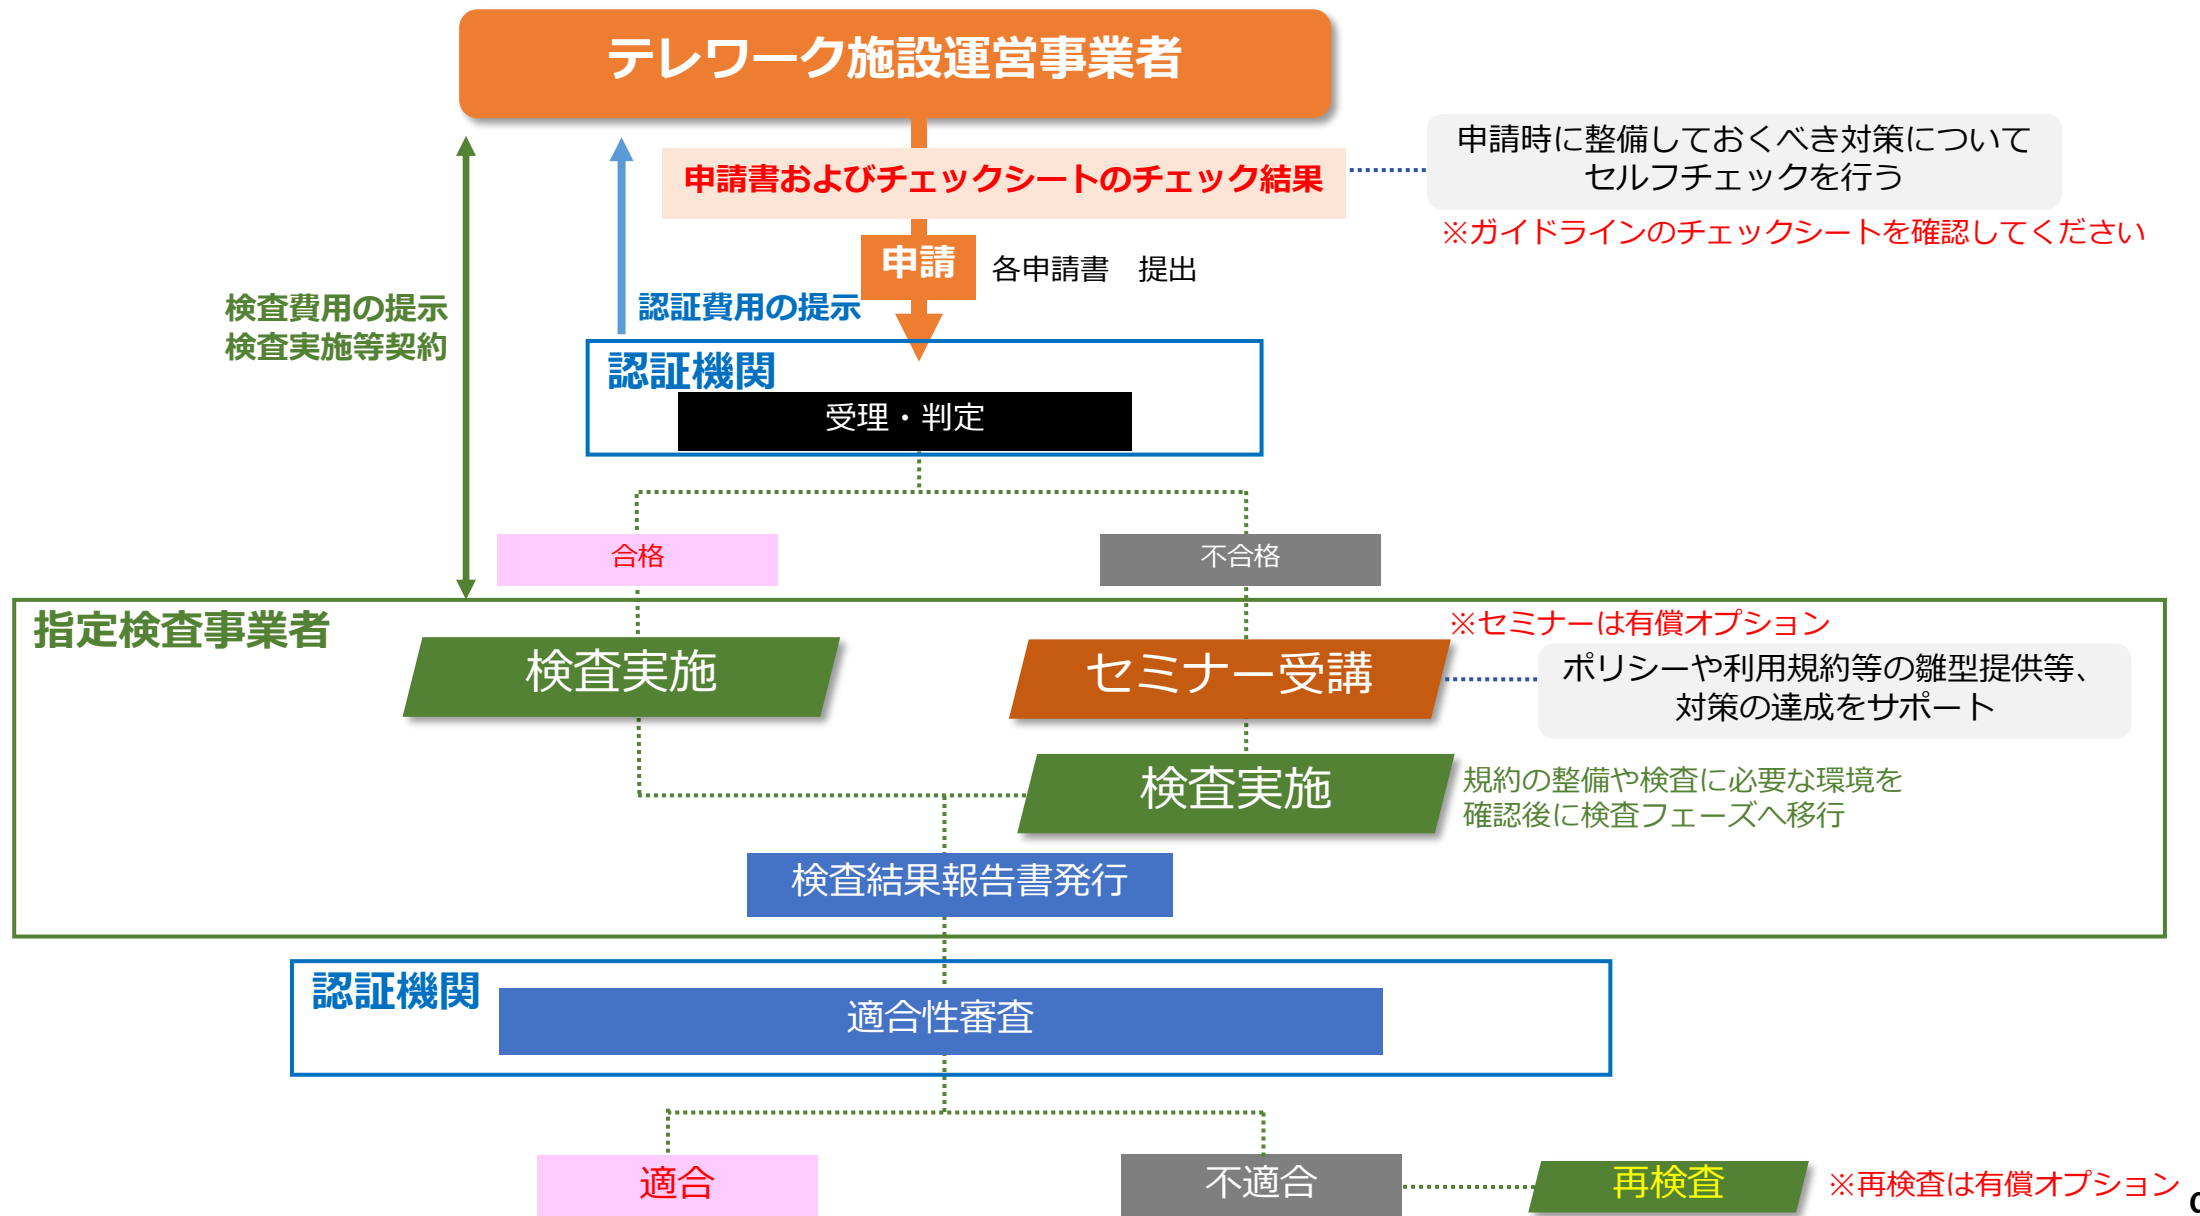 テレワーク施設運営事業者
申請書およびチェックシートのチェック結果
申請時に整備しておくべき対策について
セルフチェックを行う
※ガイドラインのチェックシートを確認してください
申請
各申請書　提出
検査費用の提示
検査実施等契約
認証費用の提示
認証機関
受理・判定
合格
不合格
指定検査事業者
※セミナーは有償オプション
検査実施
セミナー受講
ポリシーや利用規約等の雛型提供等、
対策の達成をサポート
検査実施
規約の整備や検査に必要な環境を
確認後に検査フェーズへ移行
検査結果報告書発行
認証機関
適合性審査
適合
不適合
再検査
※再検査は有償オプション